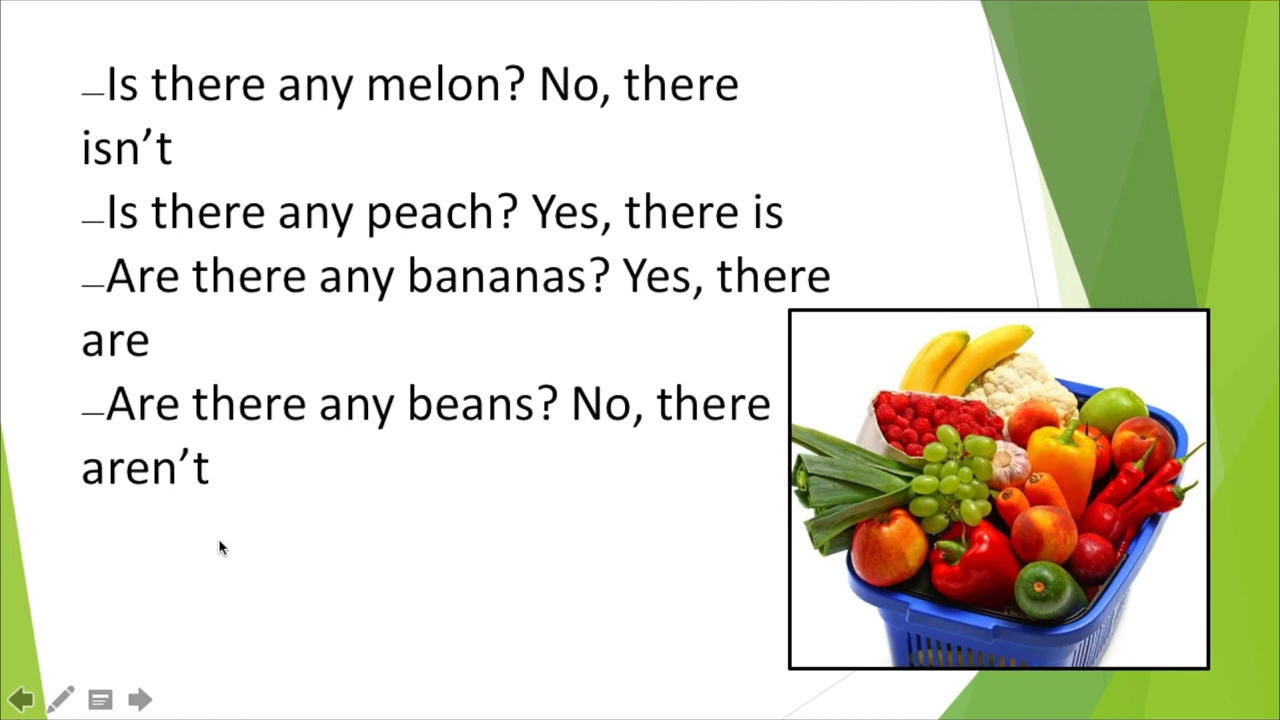 —Is there any melon? No, there
isn’t
—Is there any peach? Yes, there is
—Are there any bananas? Yes, there
are
—Are there any beans? No, there
aren’t